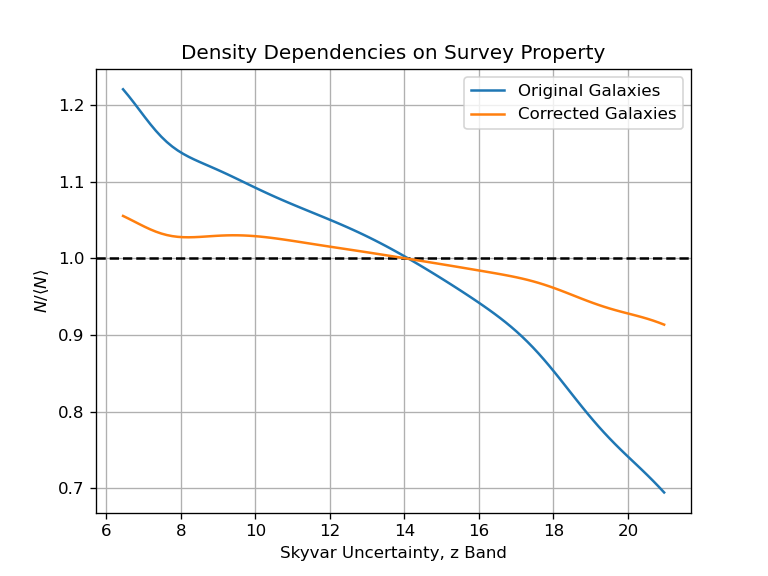 Density Dependencies on Survey Property
Original Galaxies
Corrected Galaxies
1.2
1.1
1.0
0.9
0.8
0.7
N/⟨N⟩
6 8 10 12 14 16 18 20
Skyvar Uncertainty, z Band